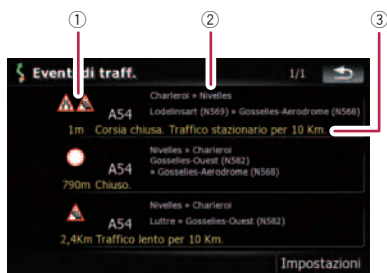 ① ② ③
Eventi di traff. 1/1
Charleroi » Nivelles
Lodelinsart (N569) » Gosselies-Aerodrome (N568)
A54
1m Corsia chiusa. Traffico stazionario per 10 Km.
Nivelles » Charleroi
Gosselies-Ouest (N582)
» Gosselies-Aerodrome (N568)
A54
790m Chiuso.
Nivelles » Charleroi
Luttre » Gosselies-Ouest (N582)
A54
2,4Km Traffico lento per 10 Km.
Impostazioni